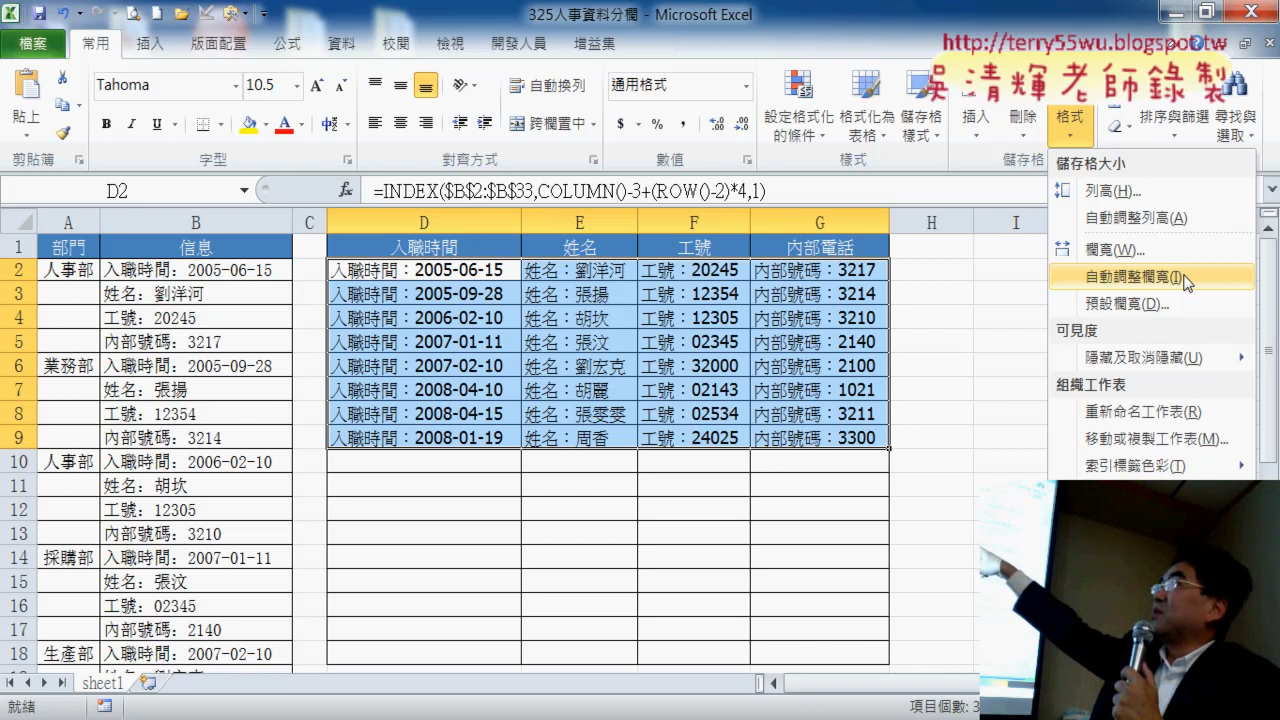 325人事資料分欄 - Microsoft Excel
檔案 常用 插入 版面配置 公式 資料 校閱 檢視 開發人員 增益集
http://terry55wu.blogspot.tw
吳清輝老師錄製
貼上 Tahoma 10.5 自動換列 通用格式 設定格式化的條件 格式化為表格 儲存格樣式 插入 刪除 格式 排序與篩選 尋找與選取
B I U 跨欄置中 $ %
剪貼簿 字型 對齊方式 數值 樣式 儲存格
D2 fx =INDEX($B$2:$B$33,COLUMN()-3+(ROW()-2)*4,1)
A B C D E F G H I
1 部門 信息 入職時間 姓名 工號 內部電話
2 人事部 入職時間: 2005-06-15 入職時間：2005-06-15 姓名：劉洋河 工號：20245 內部號碼：3217
3 姓名: 劉洋河 入職時間：2005-09-28 姓名：張揚 工號：12354 內部號碼：3214
4 工號: 20245 入職時間：2006-02-10 姓名：胡坎 工號：12305 內部號碼：3210
5 內部號碼: 3217 入職時間：2007-01-11 姓名：張汶 工號：02345 內部號碼：2140
6 業務部 入職時間: 2005-09-28 入職時間：2007-02-10 姓名：劉宏克 工號：32000 內部號碼：2100
7 姓名: 張揚 入職時間：2008-04-10 姓名：胡麗 工號：02143 內部號碼：1021
8 工號: 12354 入職時間：2008-04-15 姓名：張雯雯 工號：02534 內部號碼：3211
9 內部號碼: 3214 入職時間：2008-01-19 姓名：周香 工號：24025 內部號碼：3300
10 人事部 入職時間: 2006-02-10
11 姓名: 胡坎
12 工號: 12305
13 內部號碼: 3210
14 採購部 入職時間: 2007-01-11
15 姓名: 張汶
16 工號: 02345
17 內部號碼: 2140
18 生產部 入職時間: 2007-02-10
儲存格大小
列高(H)...
自動調整列高(A)
欄寬(W)...
自動調整欄寬(I)
預設欄寬(D)...
可見度
隱藏及取消隱藏(U)
組織工作表
重新命名工作表(R)
移動或複製工作表(M)...
索引標籤色彩(T)
sheet1
就緒 項目個數: 3